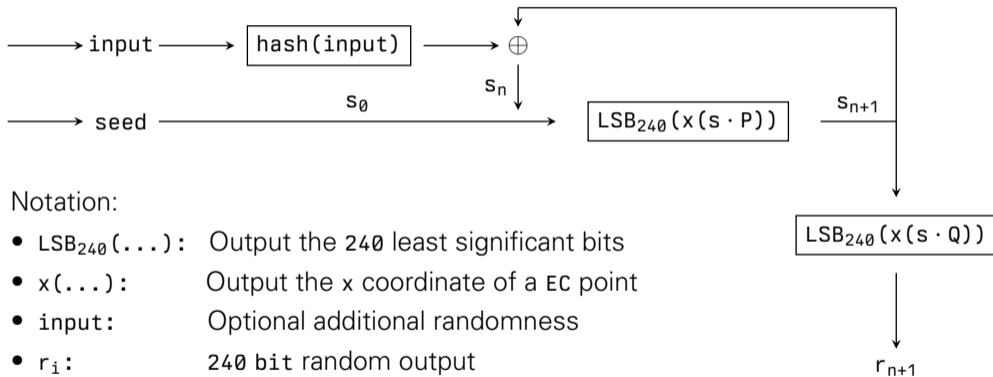 input hash(input) ⊕
sₙ
seed s₀ LSB₂₄₀(x(s · P)) sₙ₊₁
Notation:
LSB₂₄₀(x(s · Q))
• LSB₂₄₀(...): Output the 240 least significant bits
• x(...): Output the x coordinate of a EC point
• input: Optional additional randomness
• rᵢ: 240 bit random output
rₙ₊₁